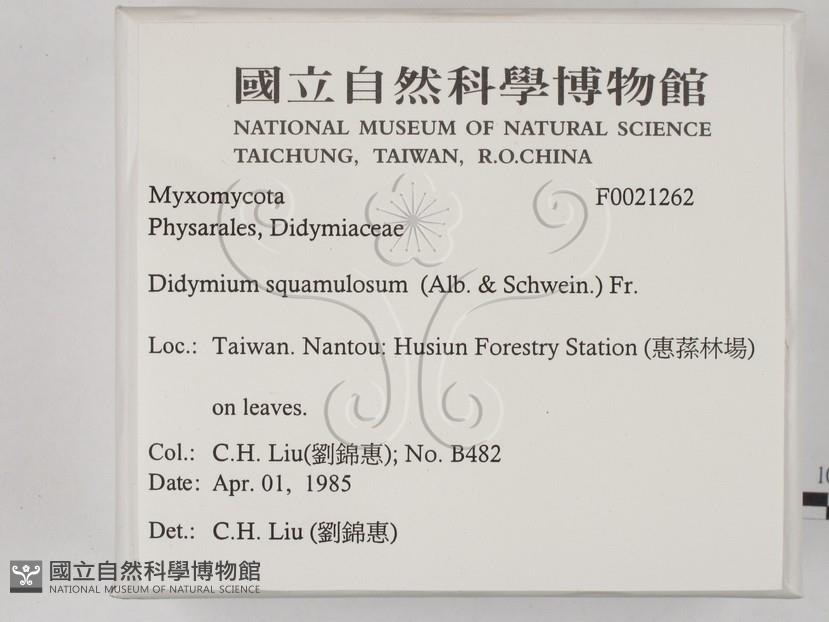 國立自然科學博物館
NATIONAL MUSEUM OF NATURAL SCIENCE
TAICHUNG, TAIWAN, R.O.CHINA
Myxomycota F0021262
Physarales, Didymiaceae
Didymium squamulosum (Alb. & Schwein.) Fr.
Loc.: Taiwan. Nantou: Husiun Forestry Station (惠蓀林場)
on leaves.
Col.: C.H. Liu(劉錦惠); No. B482
Date: Apr. 01, 1985
Det.: C.H. Liu (劉錦惠)
國立自然科學博物館
NATIONAL MUSEUM OF NATURAL SCIENCE